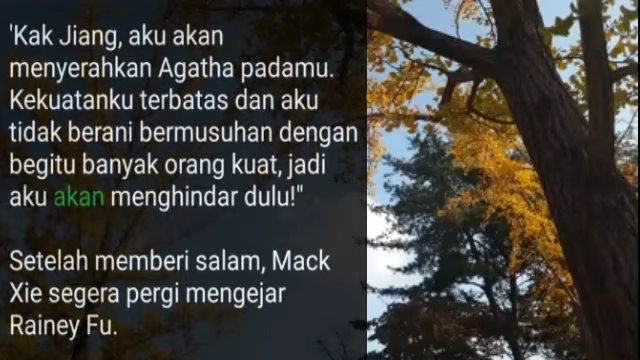 'Kak Jiang, aku akan
menyerahkan Agatha padamu.
Kekuatanku terbatas dan aku
tidak berani bermusuhan dengan
begitu banyak orang kuat, jadi
aku akan menghindar dulu!"
Setelah memberi salam, Mack
Xie segera pergi mengejar
Rainey Fu.